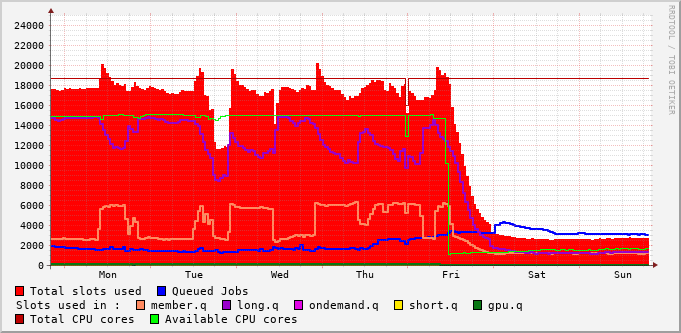 RRDTOOL / TOBI OETIKER
24000
22000
20000
18000
16000
14000
12000
10000
8000
6000
4000
2000
0
Mon Tue Wed Thu Fri Sat Sun
Total slots used Queued Jobs
Slots used in : member.q long.q ondemand.q short.q gpu.q
Total CPU cores Available CPU cores